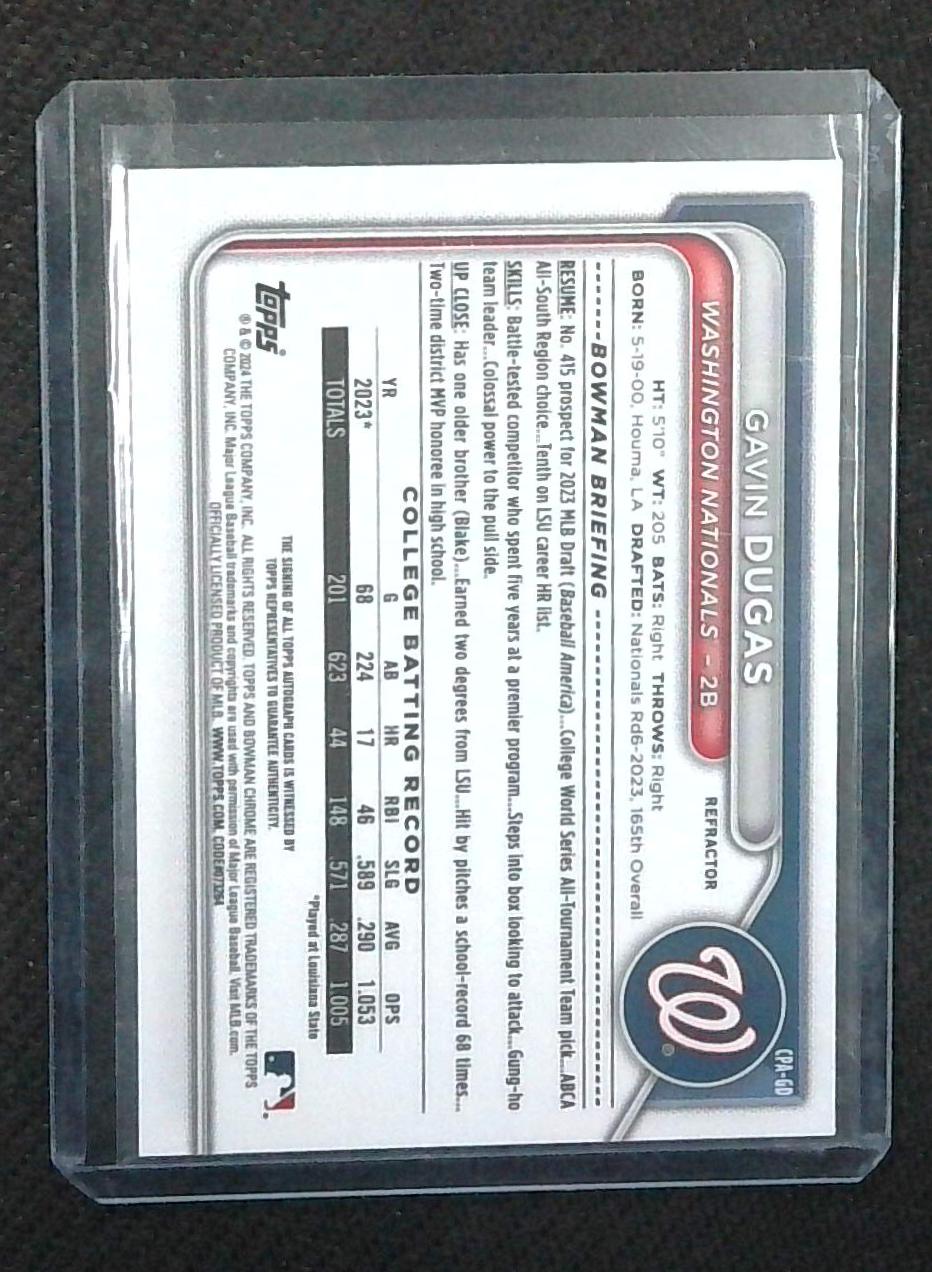 CPA-GD
GAVIN DUGAS
WASHINGTON NATIONALS - 2B
REFRACTOR
W®
HT: 5'10" WT: 205 BATS: Right THROWS: Right
BORN: 5-19-00, Houma, LA DRAFTED: Nationals Rd6-2023, 165th Overall
BOWMAN BRIEFING
RESUME: No. 415 prospect for 2023 MLB Draft (Baseball America)...College World Series All-Tournament Team pick...ABCA
All-South Region choice...Tenth on LSU career HR list.
SKILLS: Battle-tested competitor who spent five years at a premier program...Steps into box looking to attack...Gung-ho
team leader...Colossal power to the pull side.
UP CLOSE: Has one older brother (Blake)...Earned two degrees from LSU...Hit by pitches a school-record 68 times...
Two-time district MVP honoree in high school.
COLLEGE BATTING RECORD
YR G AB HR RBI SLG AVG OPS
2023* 68 224 17 46 .589 .290 1.053
TOTALS 201 623 44 148 .571 .287 1.005
*Played at Louisiana State
THE SIGNING OF ALL TOPPS AUTOGRAPH CARDS IS WITNESSED BY
TOPPS REPRESENTATIVES TO GUARANTEE AUTHENTICITY.
topps®
® & © 2024 THE TOPPS COMPANY, INC. ALL RIGHTS RESERVED. TOPPS AND BOWMAN CHROME ARE REGISTERED TRADEMARKS OF THE TOPPS
COMPANY, INC. Major League Baseball trademarks and copyrights are used with permission of Major League Baseball. Visit MLB.com.
OFFICIALLY LICENSED PRODUCT OF MLB. WWW.TOPPS.COM.